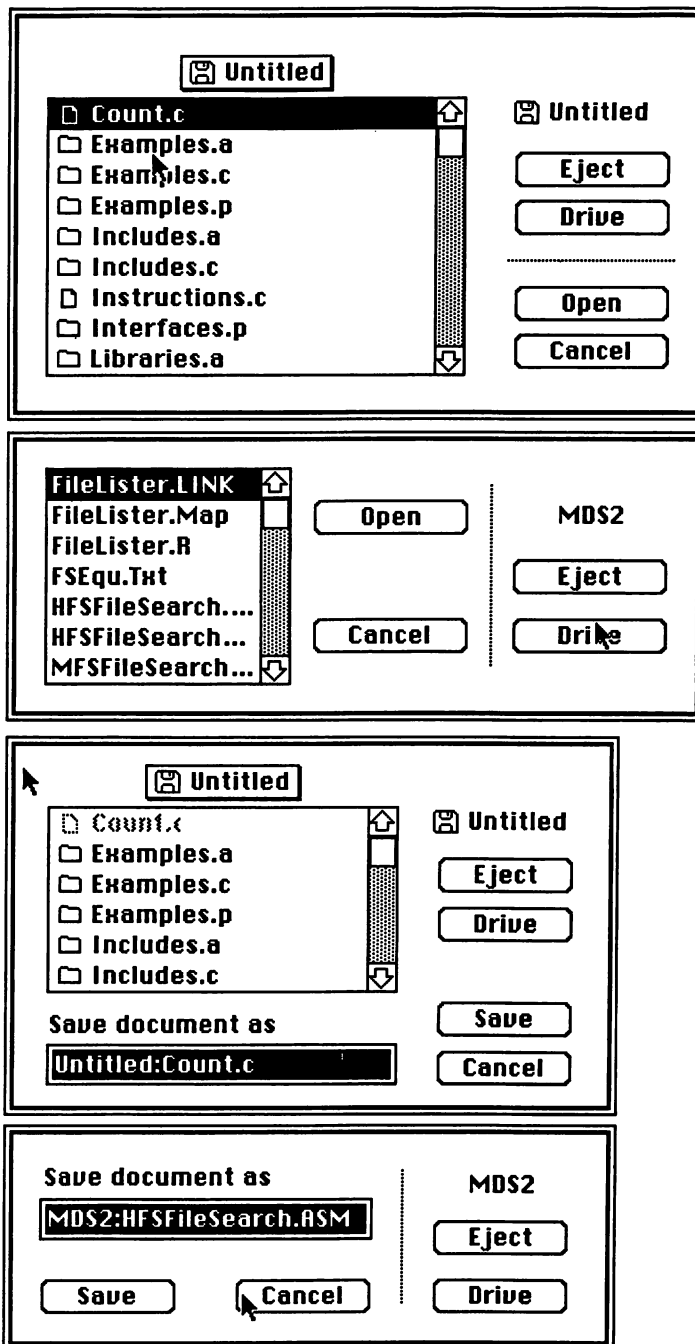 Untitled
Count.c
Examples.a
Examples.c
Examples.p
Includes.a
Includes.c
Instructions.c
Interfaces.p
Libraries.a
Untitled
Eject
Drive
Open
Cancel
FileLister.LINK
FileLister.Map
FileLister.R
FSEqu.Txt
HFSFileSearch....
HFSFileSearch...
MFSFileSearch...
Open
Cancel
MDS2
Eject
Drive
Untitled
Count.c
Examples.a
Examples.c
Examples.p
Includes.a
Includes.c
Save document as
Untitled:Count.c
Untitled
Eject
Drive
Save
Cancel
Save document as
MDS2:HFSFileSearch.ASM
Save
Cancel
MDS2
Eject
Drive